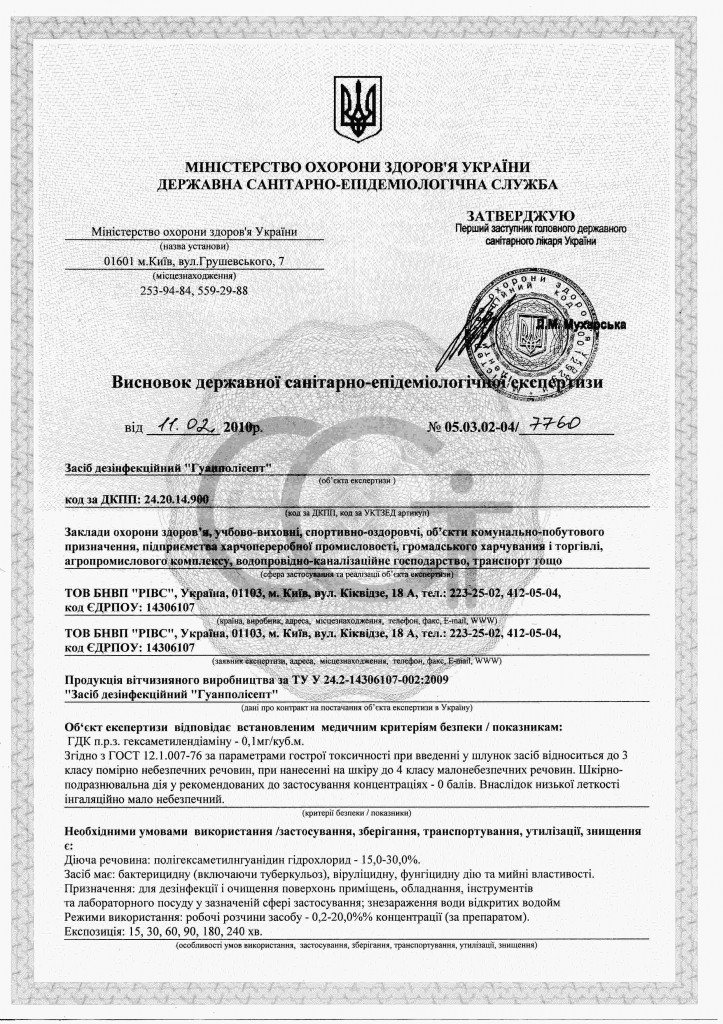 МІНІСТЕРСТВО ОХОРОНИ ЗДОРОВ'Я УКРАЇНИ
ДЕРЖАВНА САНІТАРНО-ЕПІДЕМІОЛОГІЧНА СЛУЖБА
ЗАТВЕРДЖУЮ
Перший заступник головного державного
санітарного лікаря України
Міністерство охорони здоров'я України
(назва установи)
01601 м.Київ, вул.Грушевського, 7
(місцезнаходження)
253-94-84, 559-29-88
Л.М. Мухарська
Висновок державної санітарно-епідеміологічної експертизи
від 11.02. 2010р.
№ 05.03.02-04/ 7760
Засіб дезінфекційний "Гуанполісепт"
(об'єкта експертизи )
код за ДКПП: 24.20.14.900
(код за ДКПП, код за УКТЗЕД артикул)
Заклади охорони здоров'я, учбово-виховні, спортивно-оздоровчі, об'єкти комунально-побутового
призначення, підприємства харчопереробної промисловості, громадського харчування і торгівлі,
агропромислового комплексу, водопровідно-каналізаційне господарство, транспорт тощо
(сфера застосування та реалізації об'єкта експертизи)
ТОВ БНВП "РІВС", Україна, 01103, м. Київ, вул. Кіквідзе, 18 А, тел.: 223-25-02, 412-05-04,
код ЄДРПОУ: 14306107
(країна, виробник, адреса, місцезнаходження, телефон, факс, E-mail, WWW)
ТОВ БНВП "РІВС", Україна, 01103, м. Київ, вул. Кіквідзе, 18 А, тел.: 223-25-02, 412-05-04,
код ЄДРПОУ: 14306107
(заявник експертизи, адреса, місцезнаходження, телефон, факс, E-mail, WWW)
Продукція вітчизняного виробництва за ТУ У 24.2-14306107-002:2009
"Засіб дезінфекційний "Гуанполісепт"
(дані про контракт на постачання об'єкта експертизи в Україну)
Об'єкт експертизи відповідає встановленим медичним критеріям безпеки / показникам:
ГДК п.р.з. гексаметилендіаміну - 0,1мг/куб.м.
Згідно з ГОСТ 12.1.007-76 за параметрами гострої токсичності при введенні у шлунок засіб відноситься до 3
класу помірно небезпечних речовин, при нанесенні на шкіру до 4 класу малонебезпечних речовин. Шкірно-
подразнювальна дія у рекомендованих до застосування концентраціях - 0 балів. Внаслідок низької леткості
інгаляційно мало небезпечний.
(критерії безпеки / показники)
Необхідними умовами використання /застосування, зберігання, транспортування, утилізації, знищення
є:
Діюча речовина: полігексаметилнгуанідин гідрохлорид - 15,0-30,0%.
Засіб має: бактерицидну (включаючи туберкульоз), віруліцидну, фунгіцидну дію та мийні властивості.
Призначення: для дезінфекції і очищення поверхонь приміщень, обладнання, інструментів
та лабораторного посуду у зазначеній сфері застосування; знезараження води відкритих водойм
Режими використання: робочі розчини засобу - 0,2-20,0%% концентрації (за препаратом).
Експозиція: 15, 30, 60, 90, 180, 240 хв.
(особливості умов використання, застосування, зберігання, транспортування, утилізації, знищення)